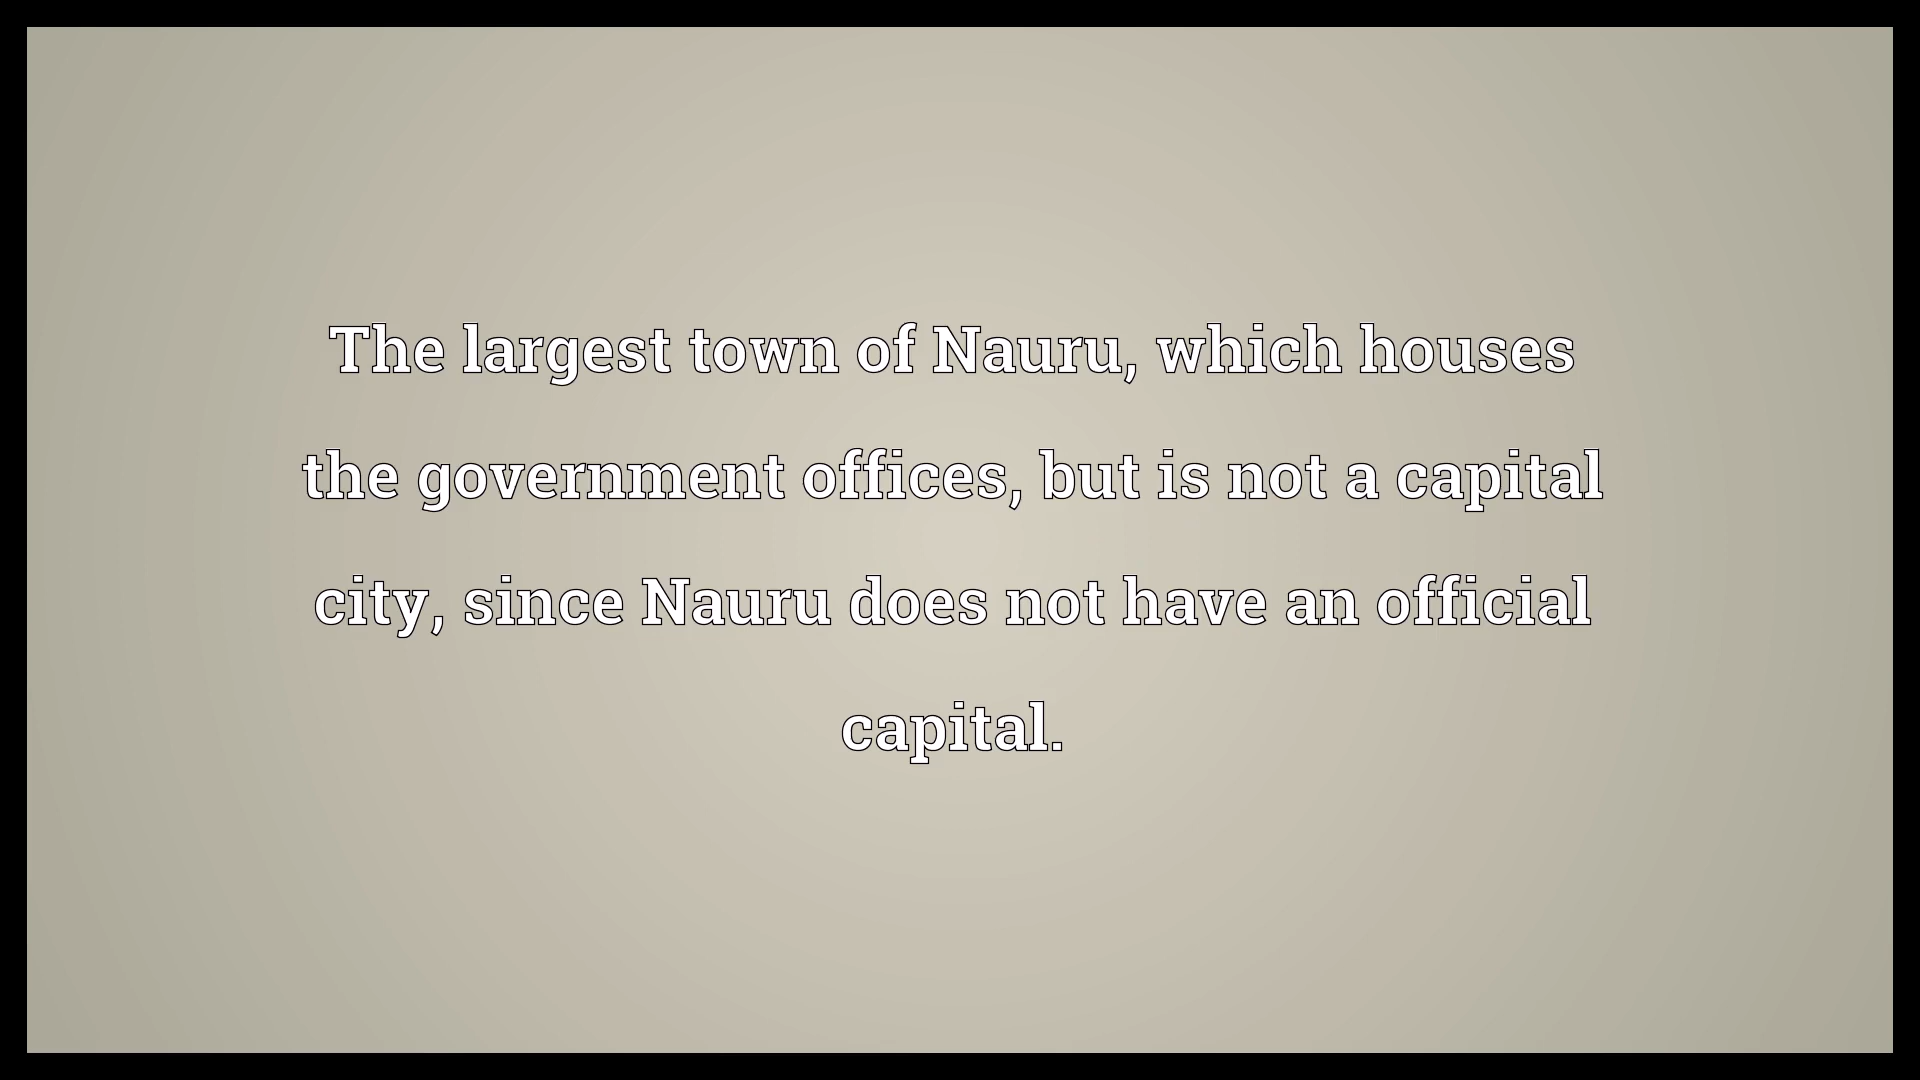 The largest town of Nauru, which houses
the government offices, but is not a capital
city, since Nauru does not have an official
capital.